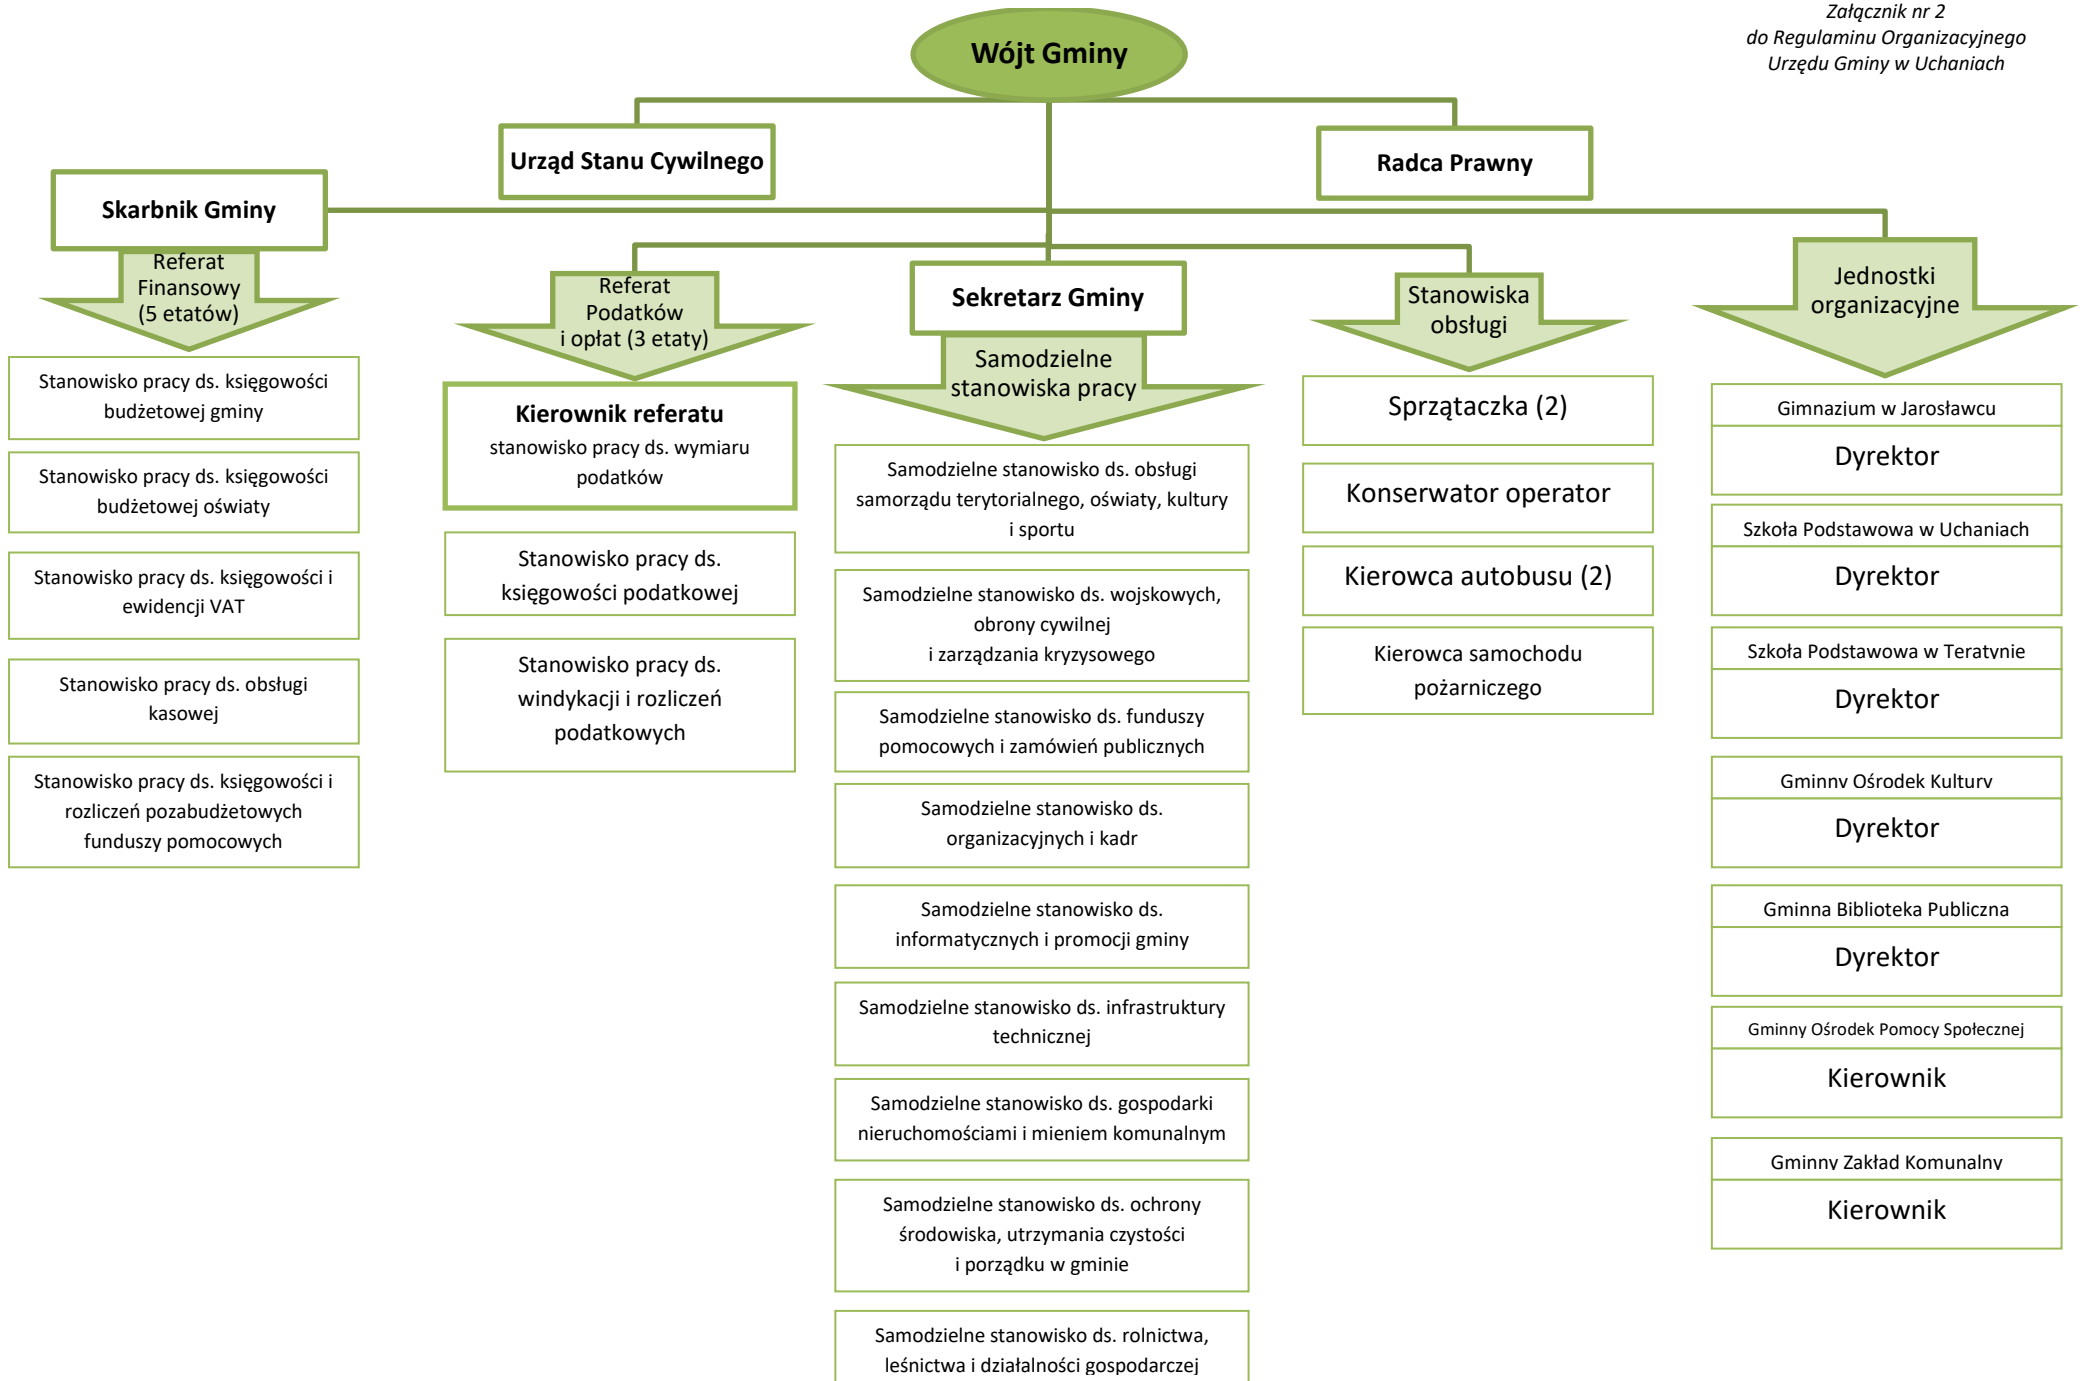 Załącznik nr 2
do Regulaminu Organizacyjnego
Urzędu Gminy w Uchaniach
Wójt Gminy
Urząd Stanu Cywilnego
Radca Prawny
Skarbnik Gminy
Referat
Finansowy
(5 etatów)
Stanowisko pracy ds. księgowości
budżetowej gminy
Stanowisko pracy ds. księgowości
budżetowej oświaty
Stanowisko pracy ds. księgowości i
ewidencji VAT
Stanowisko pracy ds. obsługi
kasowej
Stanowisko pracy ds. księgowości i
rozliczeń pozabudżetowych
funduszy pomocowych
Referat
Podatków
i opłat (3 etaty)
Kierownik referatu
stanowisko pracy ds. wymiaru
podatków
Stanowisko pracy ds.
księgowości podatkowej
Stanowisko pracy ds.
windykacji i rozliczeń
podatkowych
Sekretarz Gminy
Samodzielne
stanowiska pracy
Samodzielne stanowisko ds. obsługi
samorządu terytorialnego, oświaty, kultury
i sportu
Samodzielne stanowisko ds. wojskowych,
obrony cywilnej
i zarządzania kryzysowego
Samodzielne stanowisko ds. funduszy
pomocowych i zamówień publicznych
Samodzielne stanowisko ds.
organizacyjnych i kadr
Samodzielne stanowisko ds.
informatycznych i promocji gminy
Samodzielne stanowisko ds. infrastruktury
technicznej
Samodzielne stanowisko ds. gospodarki
nieruchomościami i mieniem komunalnym
Samodzielne stanowisko ds. ochrony
środowiska, utrzymania czystości
i porządku w gminie
Samodzielne stanowisko ds. rolnictwa,
leśnictwa i działalności gospodarczej
Stanowiska
obsługi
Sprzątaczka (2)
Konserwator operator
Kierowca autobusu (2)
Kierowca samochodu
pożarniczego
Jednostki
organizacyjne
Gimnazjum w Jarosławcu
Dyrektor
Szkoła Podstawowa w Uchaniach
Dyrektor
Szkoła Podstawowa w Teratynie
Dyrektor
Gminny Ośrodek Kultury
Dyrektor
Gminna Biblioteka Publiczna
Dyrektor
Gminny Ośrodek Pomocy Społecznej
Kierownik
Gminny Zakład Komunalny
Kierownik